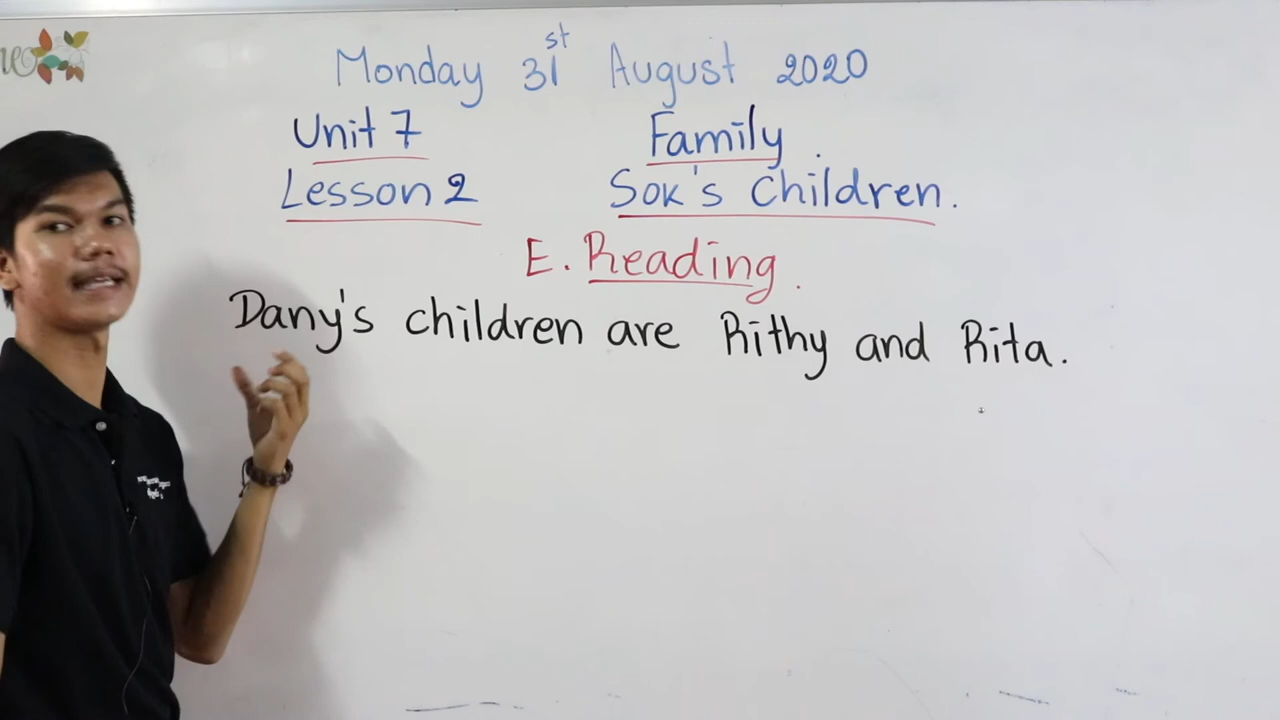 Monday 31st August 2020
Unit 7 Family.
Lesson 2 Sok's Children.
E. Reading.
Dany's children are Rithy and Rita.